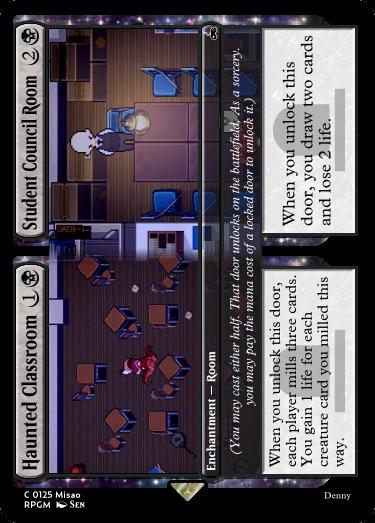 Haunted Classroom 1
When you unlock this door,
each player mills three cards.
You gain 1 life for each
creature card you milled this
way.
Student Council Room 2
When you unlock this
door, you draw two cards
and lose 2 life.
Enchantment — Room
(You may cast either half. That door unlocks on the battlefield. As a sorcery,
you may pay the mana cost of a locked door to unlock it.)
C 0125 Misao
RPGM SEN
Denny